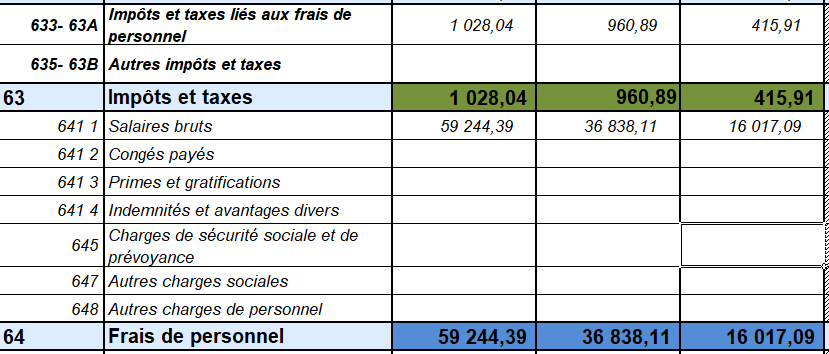 633- 63A Impôts et taxes liés aux frais de personnel 1 028,04 960,89 415,91
635- 63B Autres impôts et taxes
63 Impôts et taxes 1 028,04 960,89 415,91
641 1 Salaires bruts 59 244,39 36 838,11 16 017,09
641 2 Congés payés
641 3 Primes et gratifications
641 4 Indemnités et avantages divers
645 Charges de sécurité sociale et de prévoyance
647 Autres charges sociales
648 Autres charges de personnel
64 Frais de personnel 59 244,39 36 838,11 16 017,09